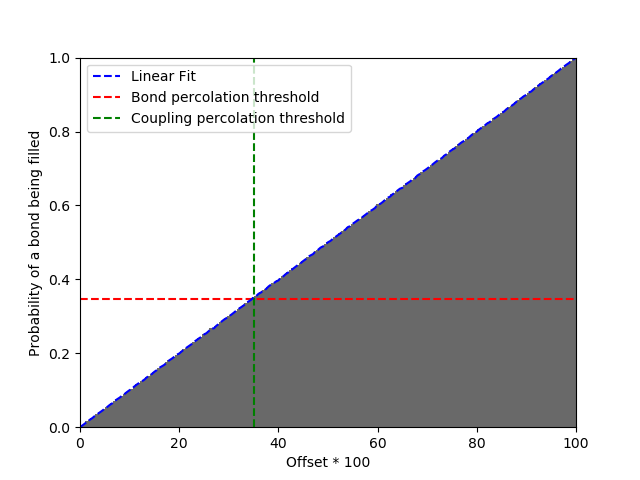 1.0
0.8
0.6
0.4
0.2
0.0
Probability of a bond being filled
Linear Fit
Bond percolation threshold
Coupling percolation threshold
0 20 40 60 80 100
Offset * 100